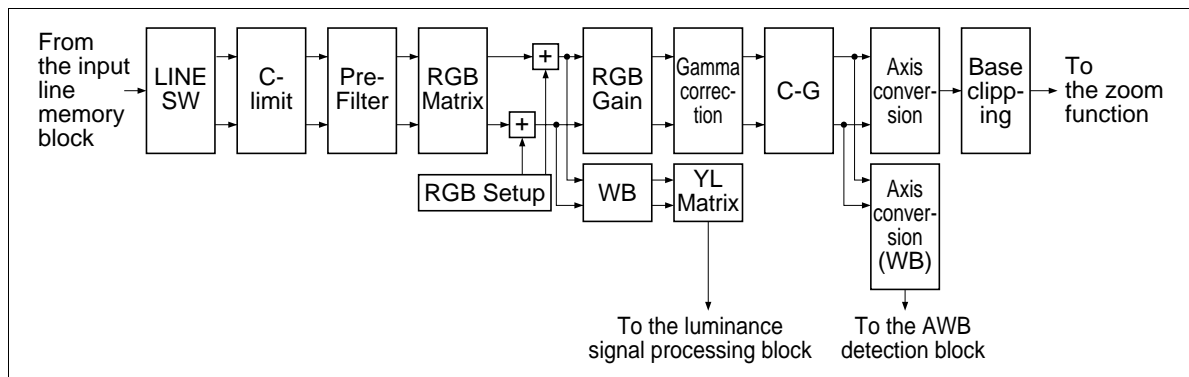 From
the input
line
memory
block
LINE
SW
C-
limit
Pre-
Filter
RGB
Matrix
+
+
RGB Setup
RGB
Gain
WB
Gamma
correc-
tion
YL
Matrix
C-G
Axis
conver-
sion
Axis
conver-
sion
(WB)
Base
clipp-
ing
To
the zoom
function
To the luminance
signal processing block
To the AWB
detection block